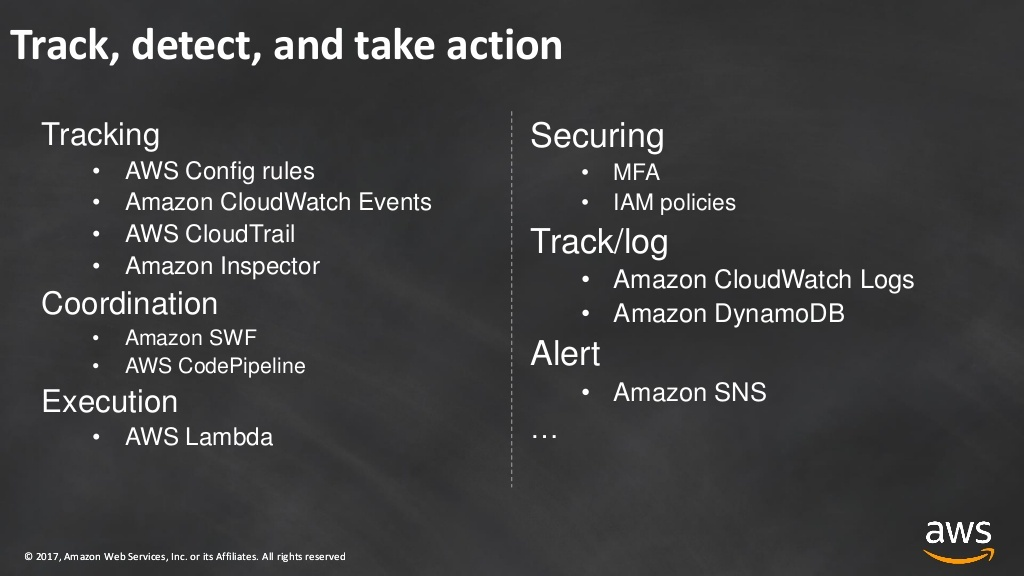 Track, detect, and take action
Tracking
• AWS Config rules
• Amazon CloudWatch Events
• AWS CloudTrail
• Amazon Inspector
Coordination
• Amazon SWF
• AWS CodePipeline
Execution
• AWS Lambda
Securing
• MFA
• IAM policies
Track/log
• Amazon CloudWatch Logs
• Amazon DynamoDB
Alert
• Amazon SNS
…
© 2017, Amazon Web Services, Inc. or its Affiliates. All rights reserved
aws